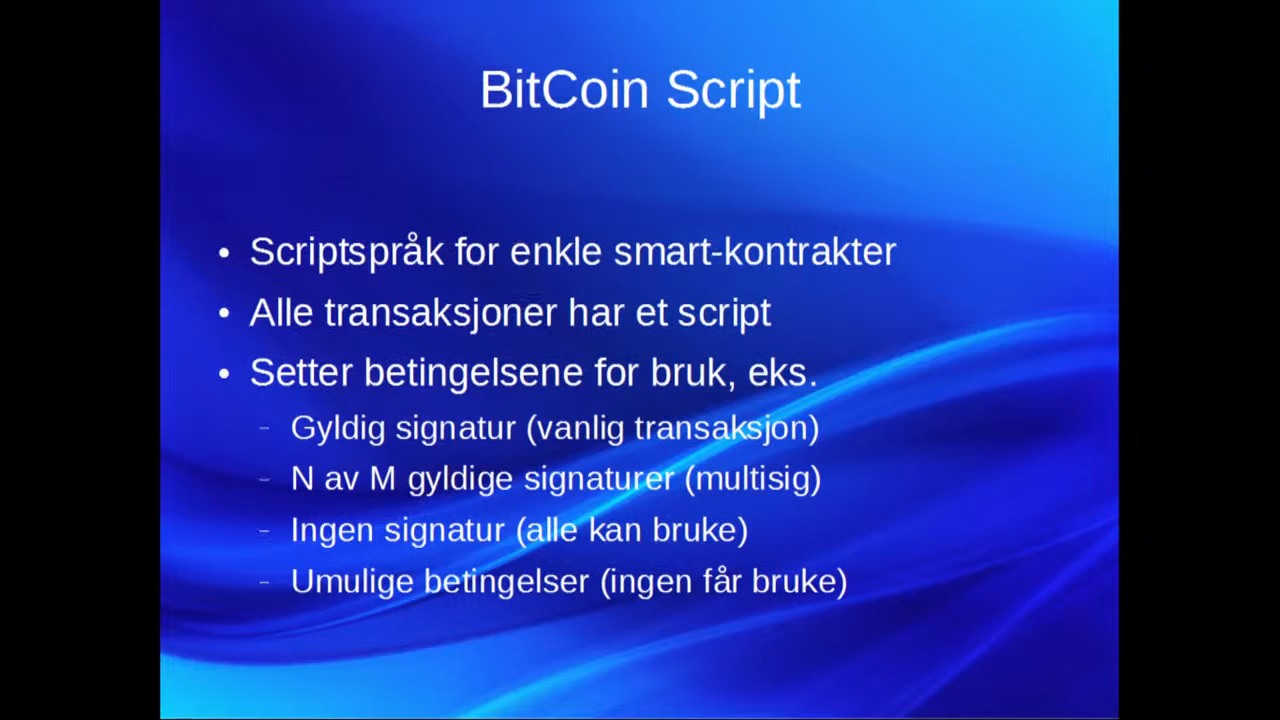 BitCoin Script
• Scriptspråk for enkle smart-kontrakter
• Alle transaksjoner har et script
• Setter betingelsene for bruk, eks.
– Gyldig signatur (vanlig transaksjon)
– N av M gyldige signaturer (multisig)
– Ingen signatur (alle kan bruke)
– Umulige betingelser (ingen får bruke)